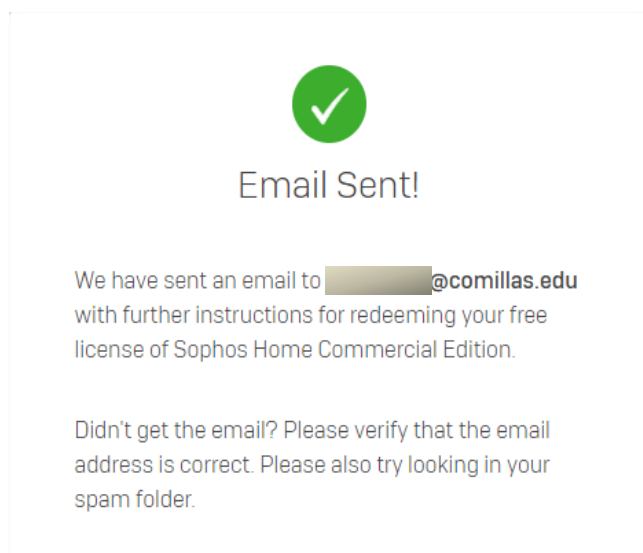 Email Sent!
We have sent an email to @comillas.edu
with further instructions for redeeming your free
license of Sophos Home Commercial Edition.
Didn't get the email? Please verify that the email
address is correct. Please also try looking in your
spam folder.